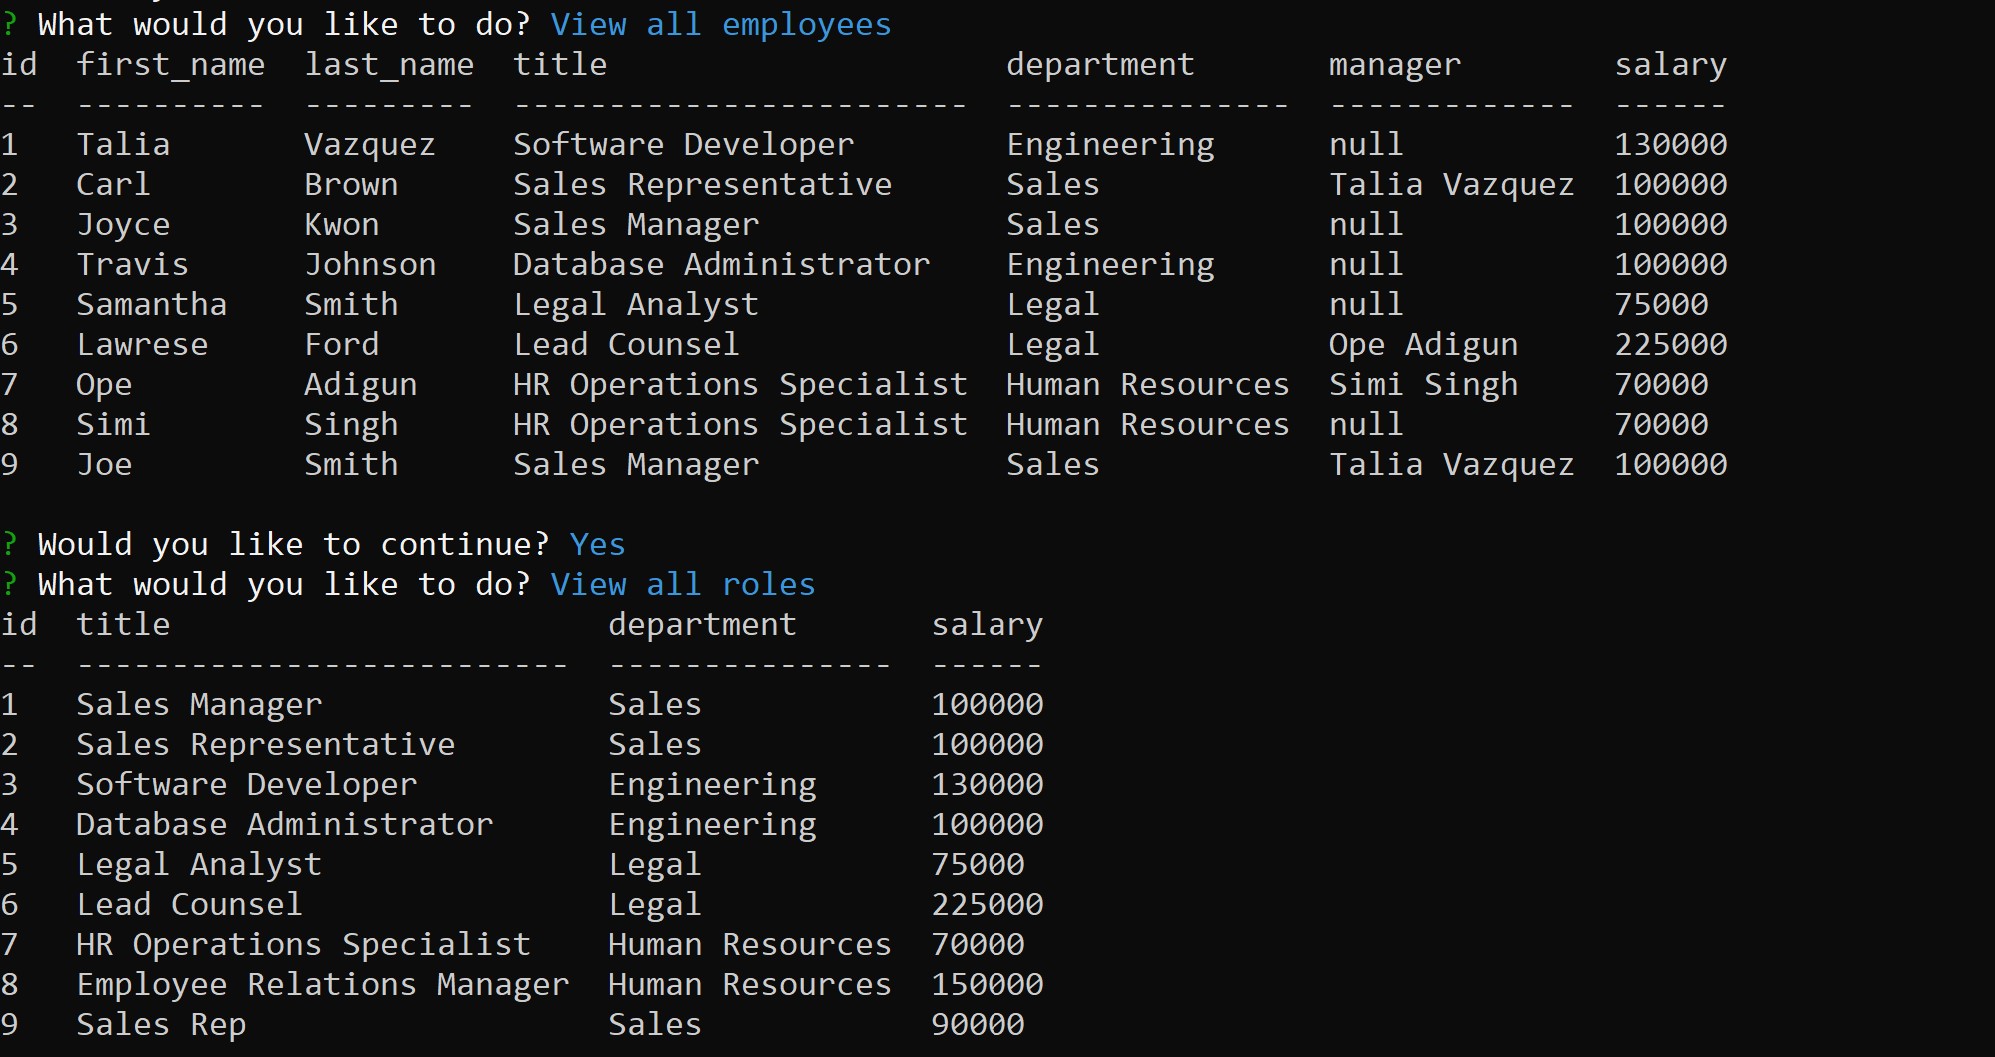 ? What would you like to do? View all employees
id  first_name  last_name  title                     department       manager        salary
--  ----------  ---------  ------------------------  ---------------  -------------  ------
1   Talia       Vazquez    Software Developer        Engineering      null           130000
2   Carl        Brown      Sales Representative      Sales            Talia Vazquez  100000
3   Joyce       Kwon       Sales Manager             Sales            null           100000
4   Travis      Johnson    Database Administrator    Engineering      null           100000
5   Samantha    Smith      Legal Analyst             Legal            null           75000
6   Lawrese     Ford       Lead Counsel              Legal            Ope Adigun     225000
7   Ope         Adigun     HR Operations Specialist  Human Resources  Simi Singh     70000
8   Simi        Singh      HR Operations Specialist  Human Resources  null           70000
9   Joe         Smith      Sales Manager             Sales            Talia Vazquez  100000
? Would you like to continue? Yes
? What would you like to do? View all roles
id  title                       department       salary
--  --------------------------  ---------------  ------
1   Sales Manager               Sales            100000
2   Sales Representative        Sales            100000
3   Software Developer          Engineering      130000
4   Database Administrator      Engineering      100000
5   Legal Analyst               Legal            75000
6   Lead Counsel                Legal            225000
7   HR Operations Specialist    Human Resources  70000
8   Employee Relations Manager  Human Resources  150000
9   Sales Rep                   Sales            90000